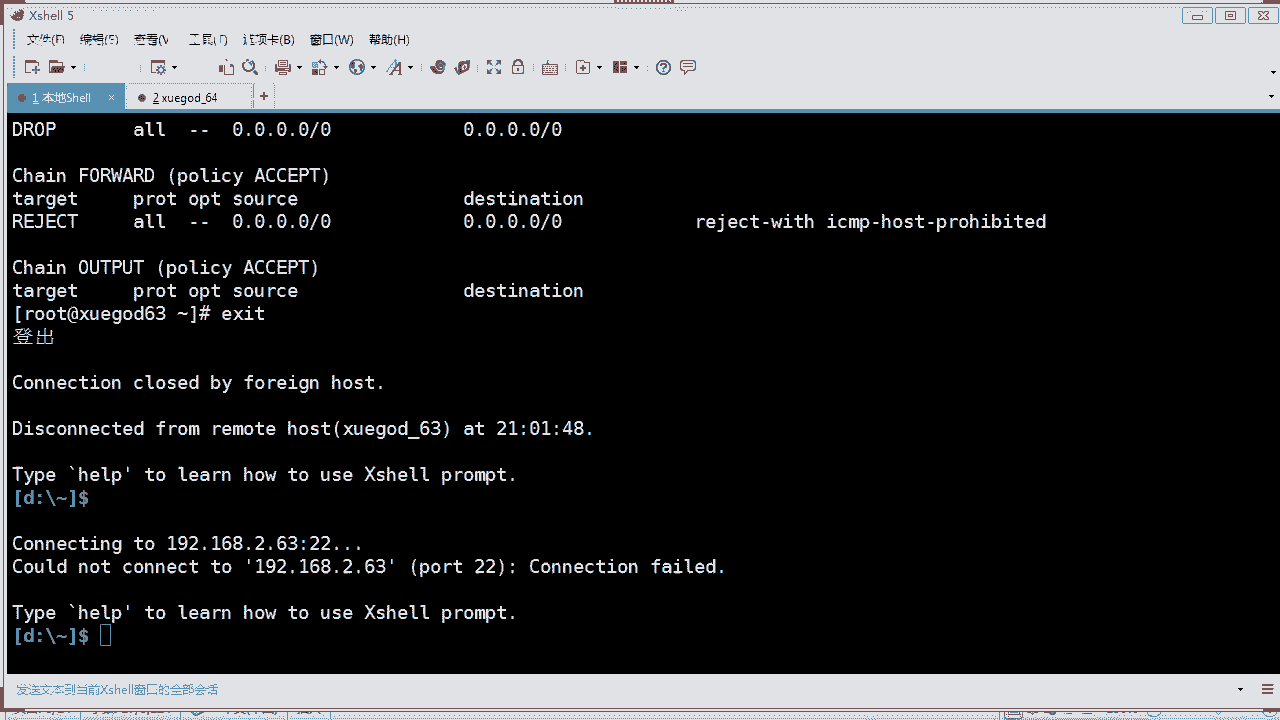 Xshell 5
文件(F) 编辑(E) 查看(V 工具(T) 选项卡(B) 窗口(W) 帮助(H)
1 本地Shell × 2 xuegod_64 +
DROP all -- 0.0.0.0/0 0.0.0.0/0
Chain FORWARD (policy ACCEPT)
target prot opt source destination
REJECT all -- 0.0.0.0/0 0.0.0.0/0 reject-with icmp-host-prohibited
Chain OUTPUT (policy ACCEPT)
target prot opt source destination
[root@xuegod63 ~]# exit
登出
Connection closed by foreign host.
Disconnected from remote host(xuegod_63) at 21:01:48.
Type `help' to learn how to use Xshell prompt.
[d:\~]$
Connecting to 192.168.2.63:22...
Could not connect to '192.168.2.63' (port 22): Connection failed.
Type `help' to learn how to use Xshell prompt.
[d:\~]$
发送文本到当前Xshell窗口的全部会话